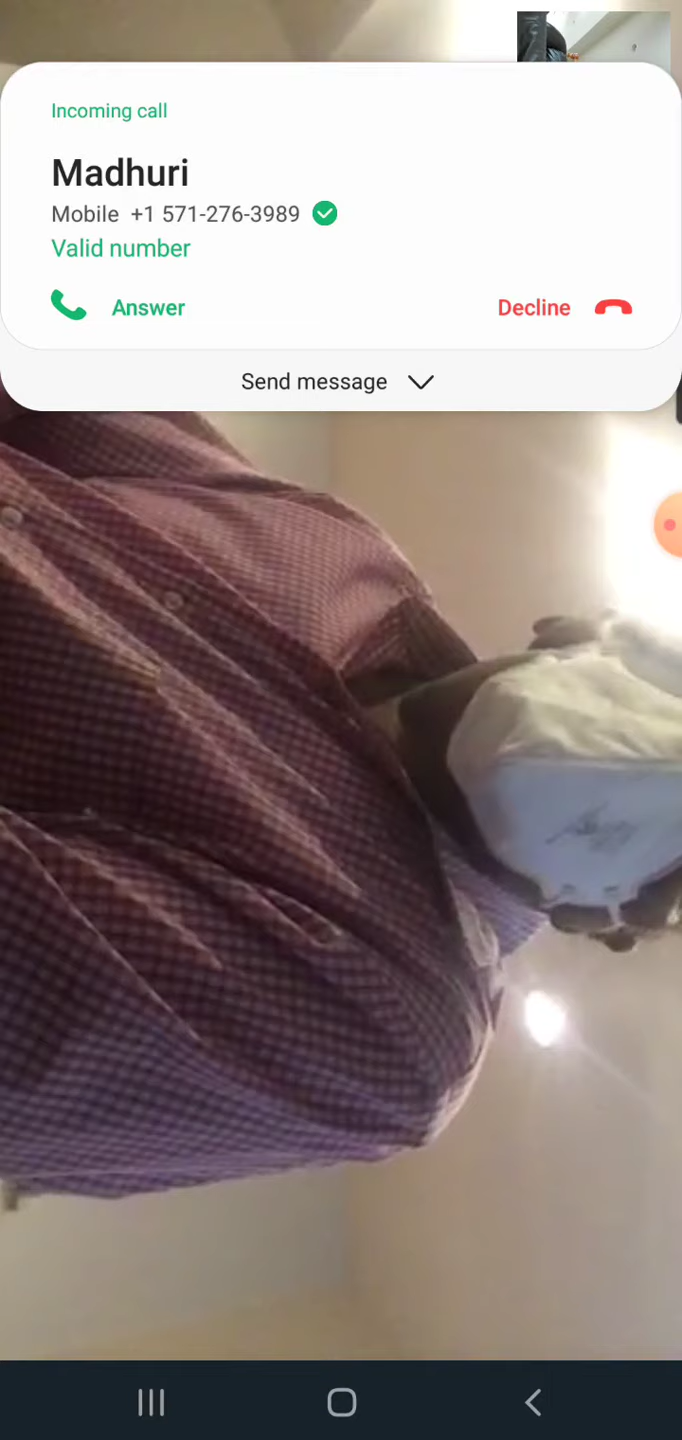 Incoming call
Madhuri
Mobile +1 571-276-3989
Valid number
Answer
Decline
Send message